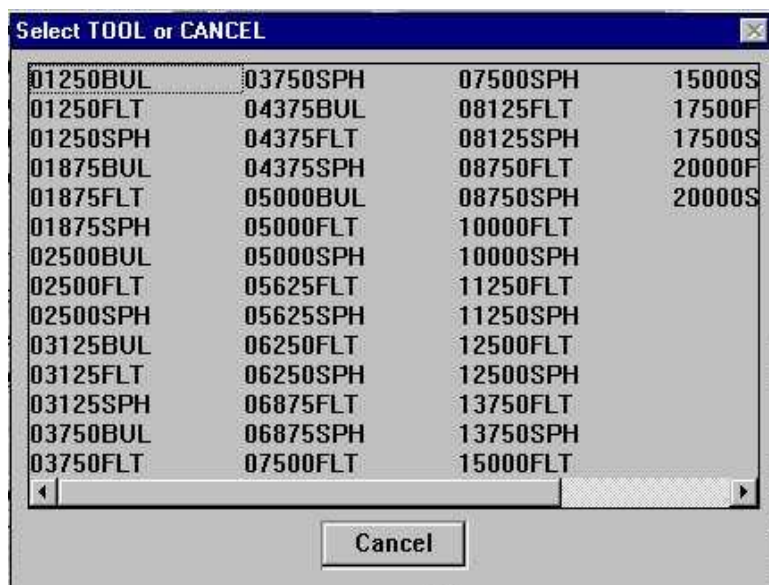 Select TOOL or CANCEL
01250BUL 03750SPH 07500SPH 15000S
01250FLT 04375BUL 08125FLT 17500F
01250SPH 04375FLT 08125SPH 17500S
01875BUL 04375SPH 08750FLT 20000F
01875FLT 05000BUL 08750SPH 20000S
01875SPH 05000FLT 10000FLT
02500BUL 05000SPH 10000SPH
02500FLT 05625FLT 11250FLT
02500SPH 05625SPH 11250SPH
03125BUL 06250FLT 12500FLT
03125FLT 06250SPH 12500SPH
03125SPH 06875FLT 13750FLT
03750BUL 06875SPH 13750SPH
03750FLT 07500FLT 15000FLT
Cancel